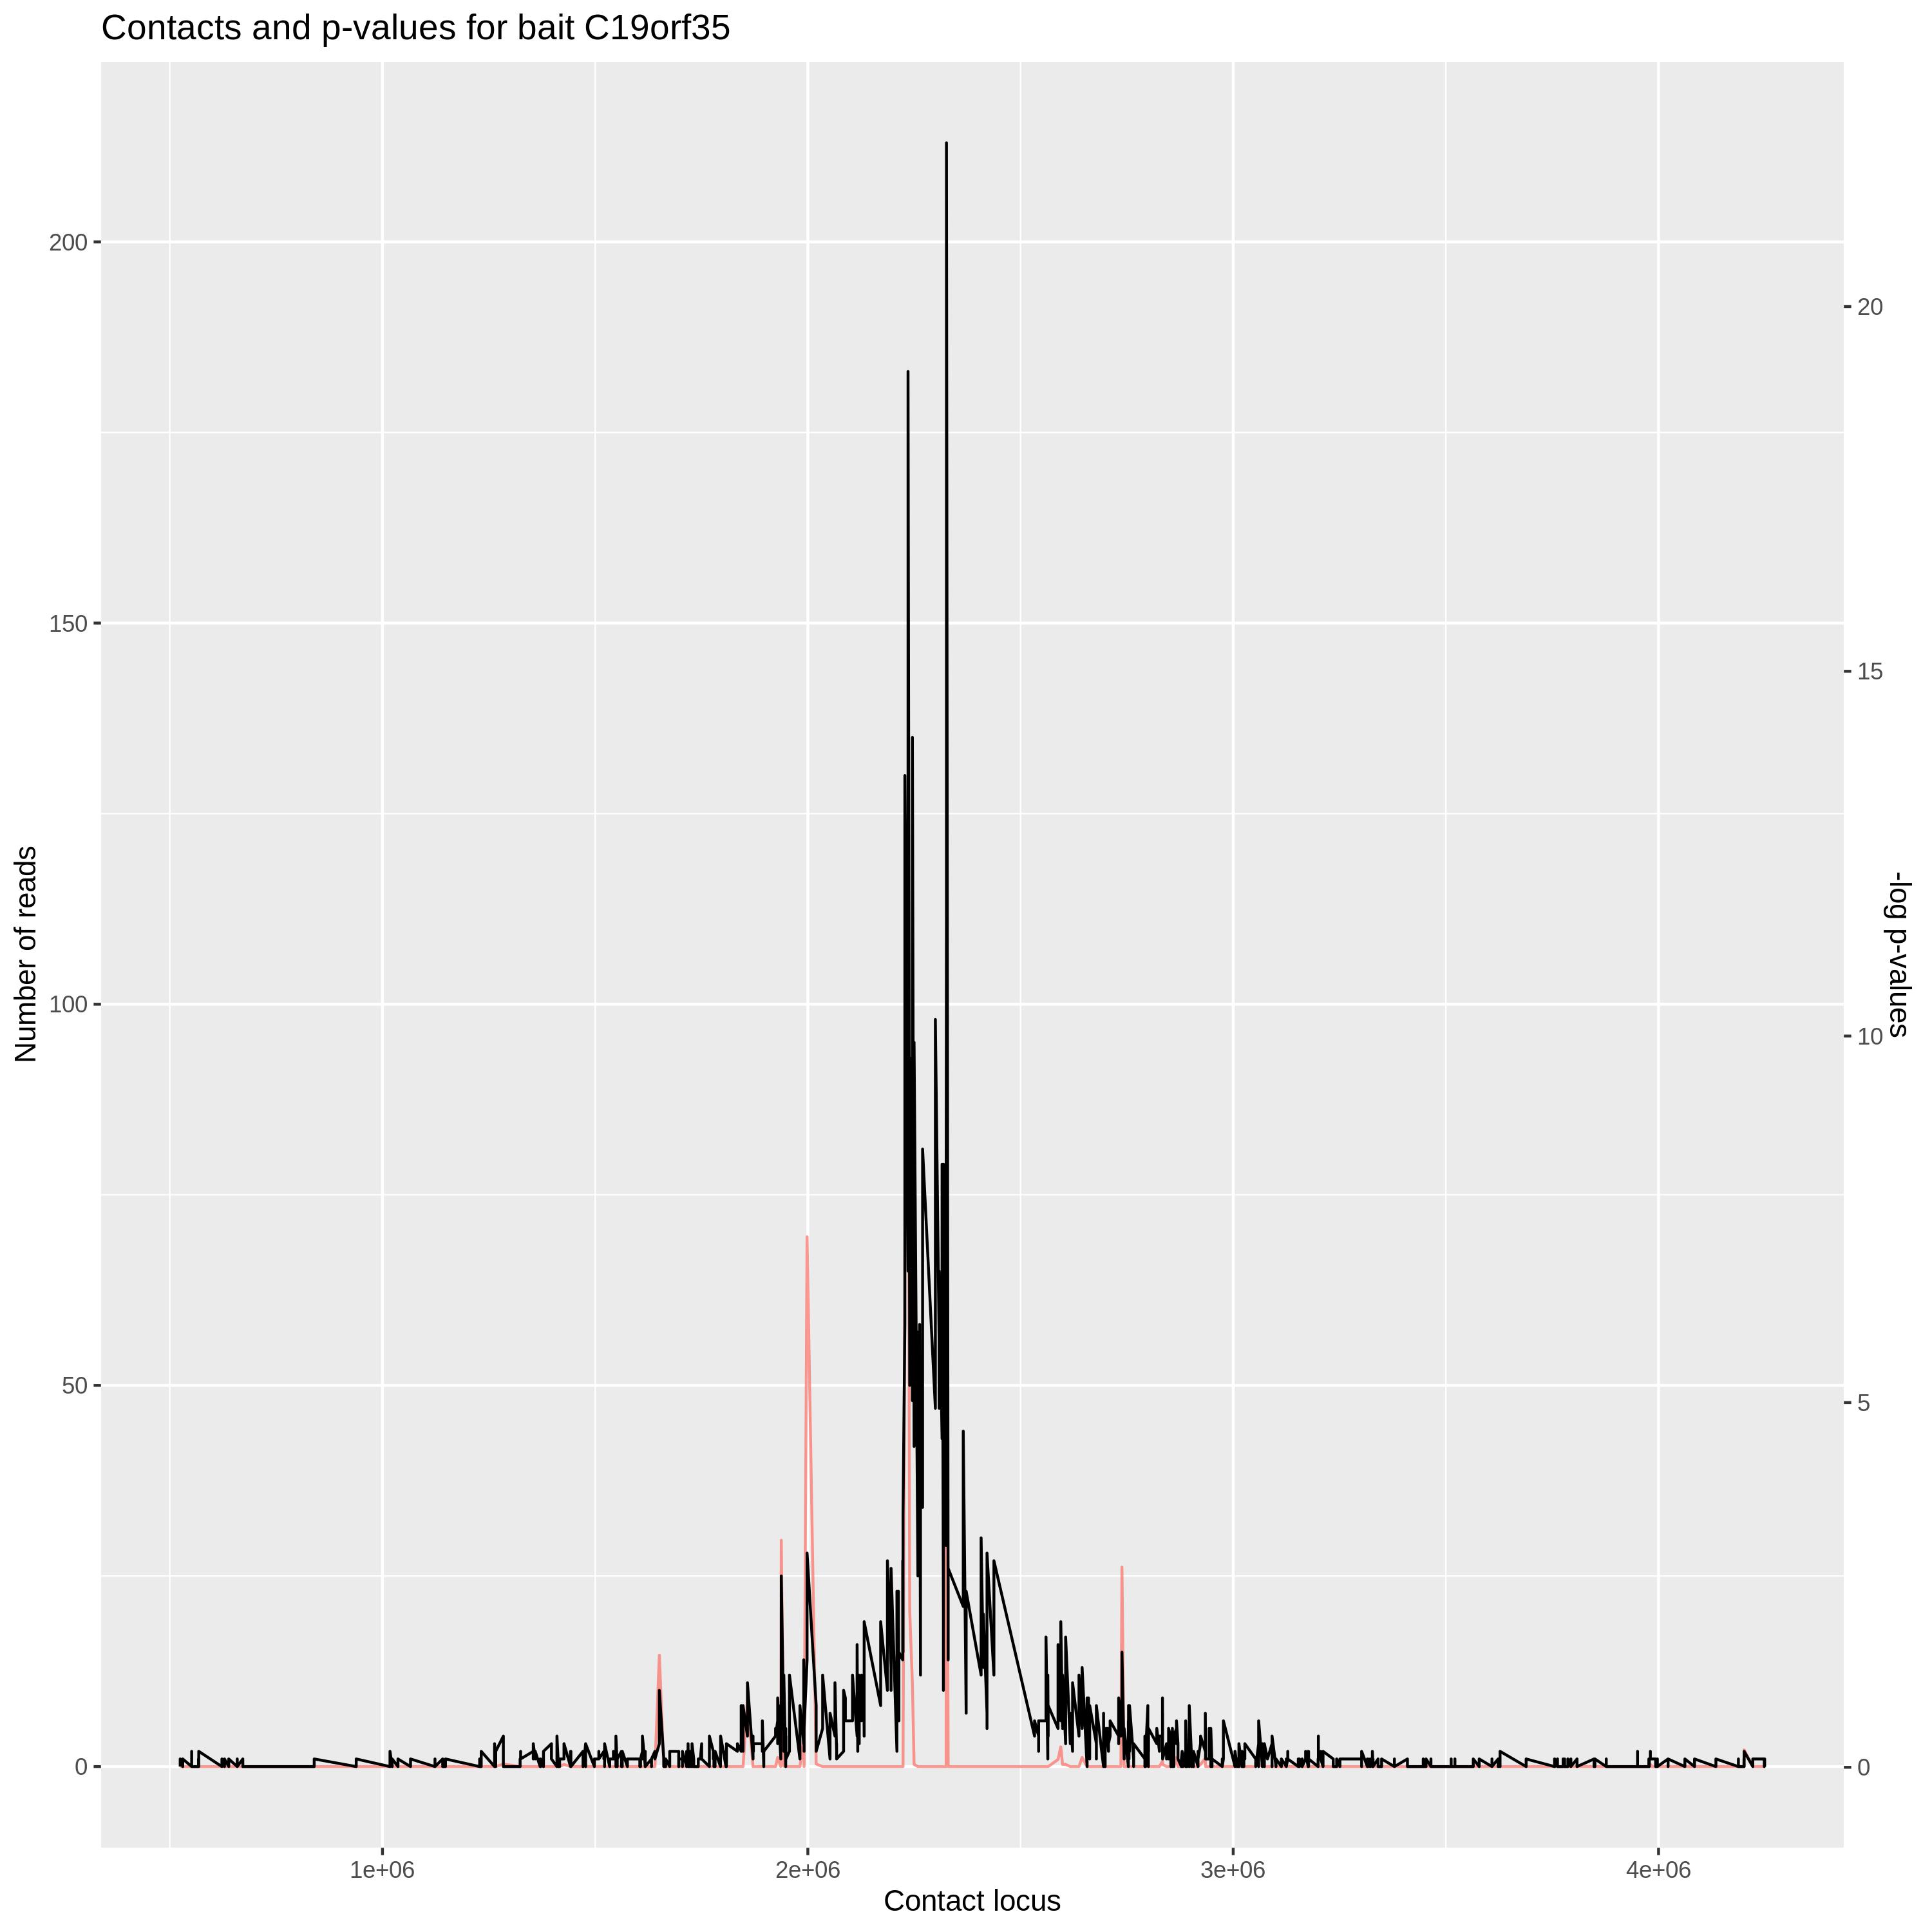 Contacts and p-values for bait C19orf35
200
150
100
50
0
Number of reads
20
15
10
5
0
-log p-values
1e+06
2e+06
3e+06
4e+06
Contact locus